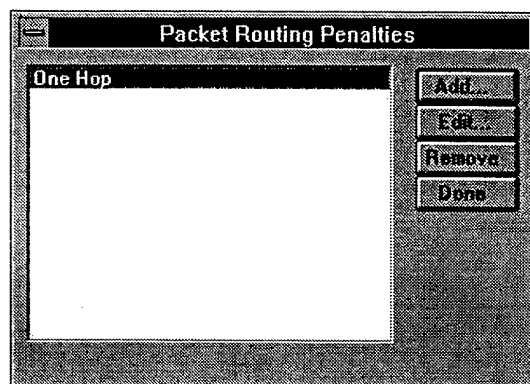 Packet Routing Penalties
One Hop
Add...
Edit...
Remove
Done